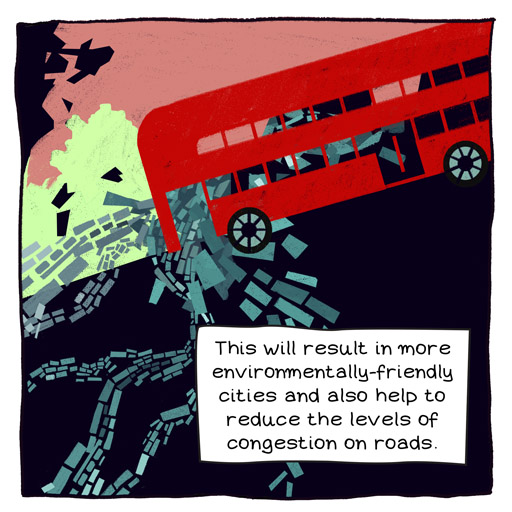 This will result in more
environmentally-friendly
cities and also help to
reduce the levels of
congestion on roads.